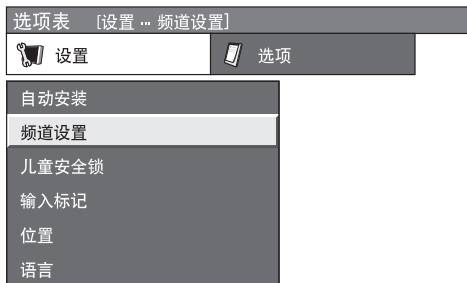 选项表 [设置 ... 频道设置]
设置 选项
自动安装
频道设置
儿童安全锁
输入标记
位置
语言